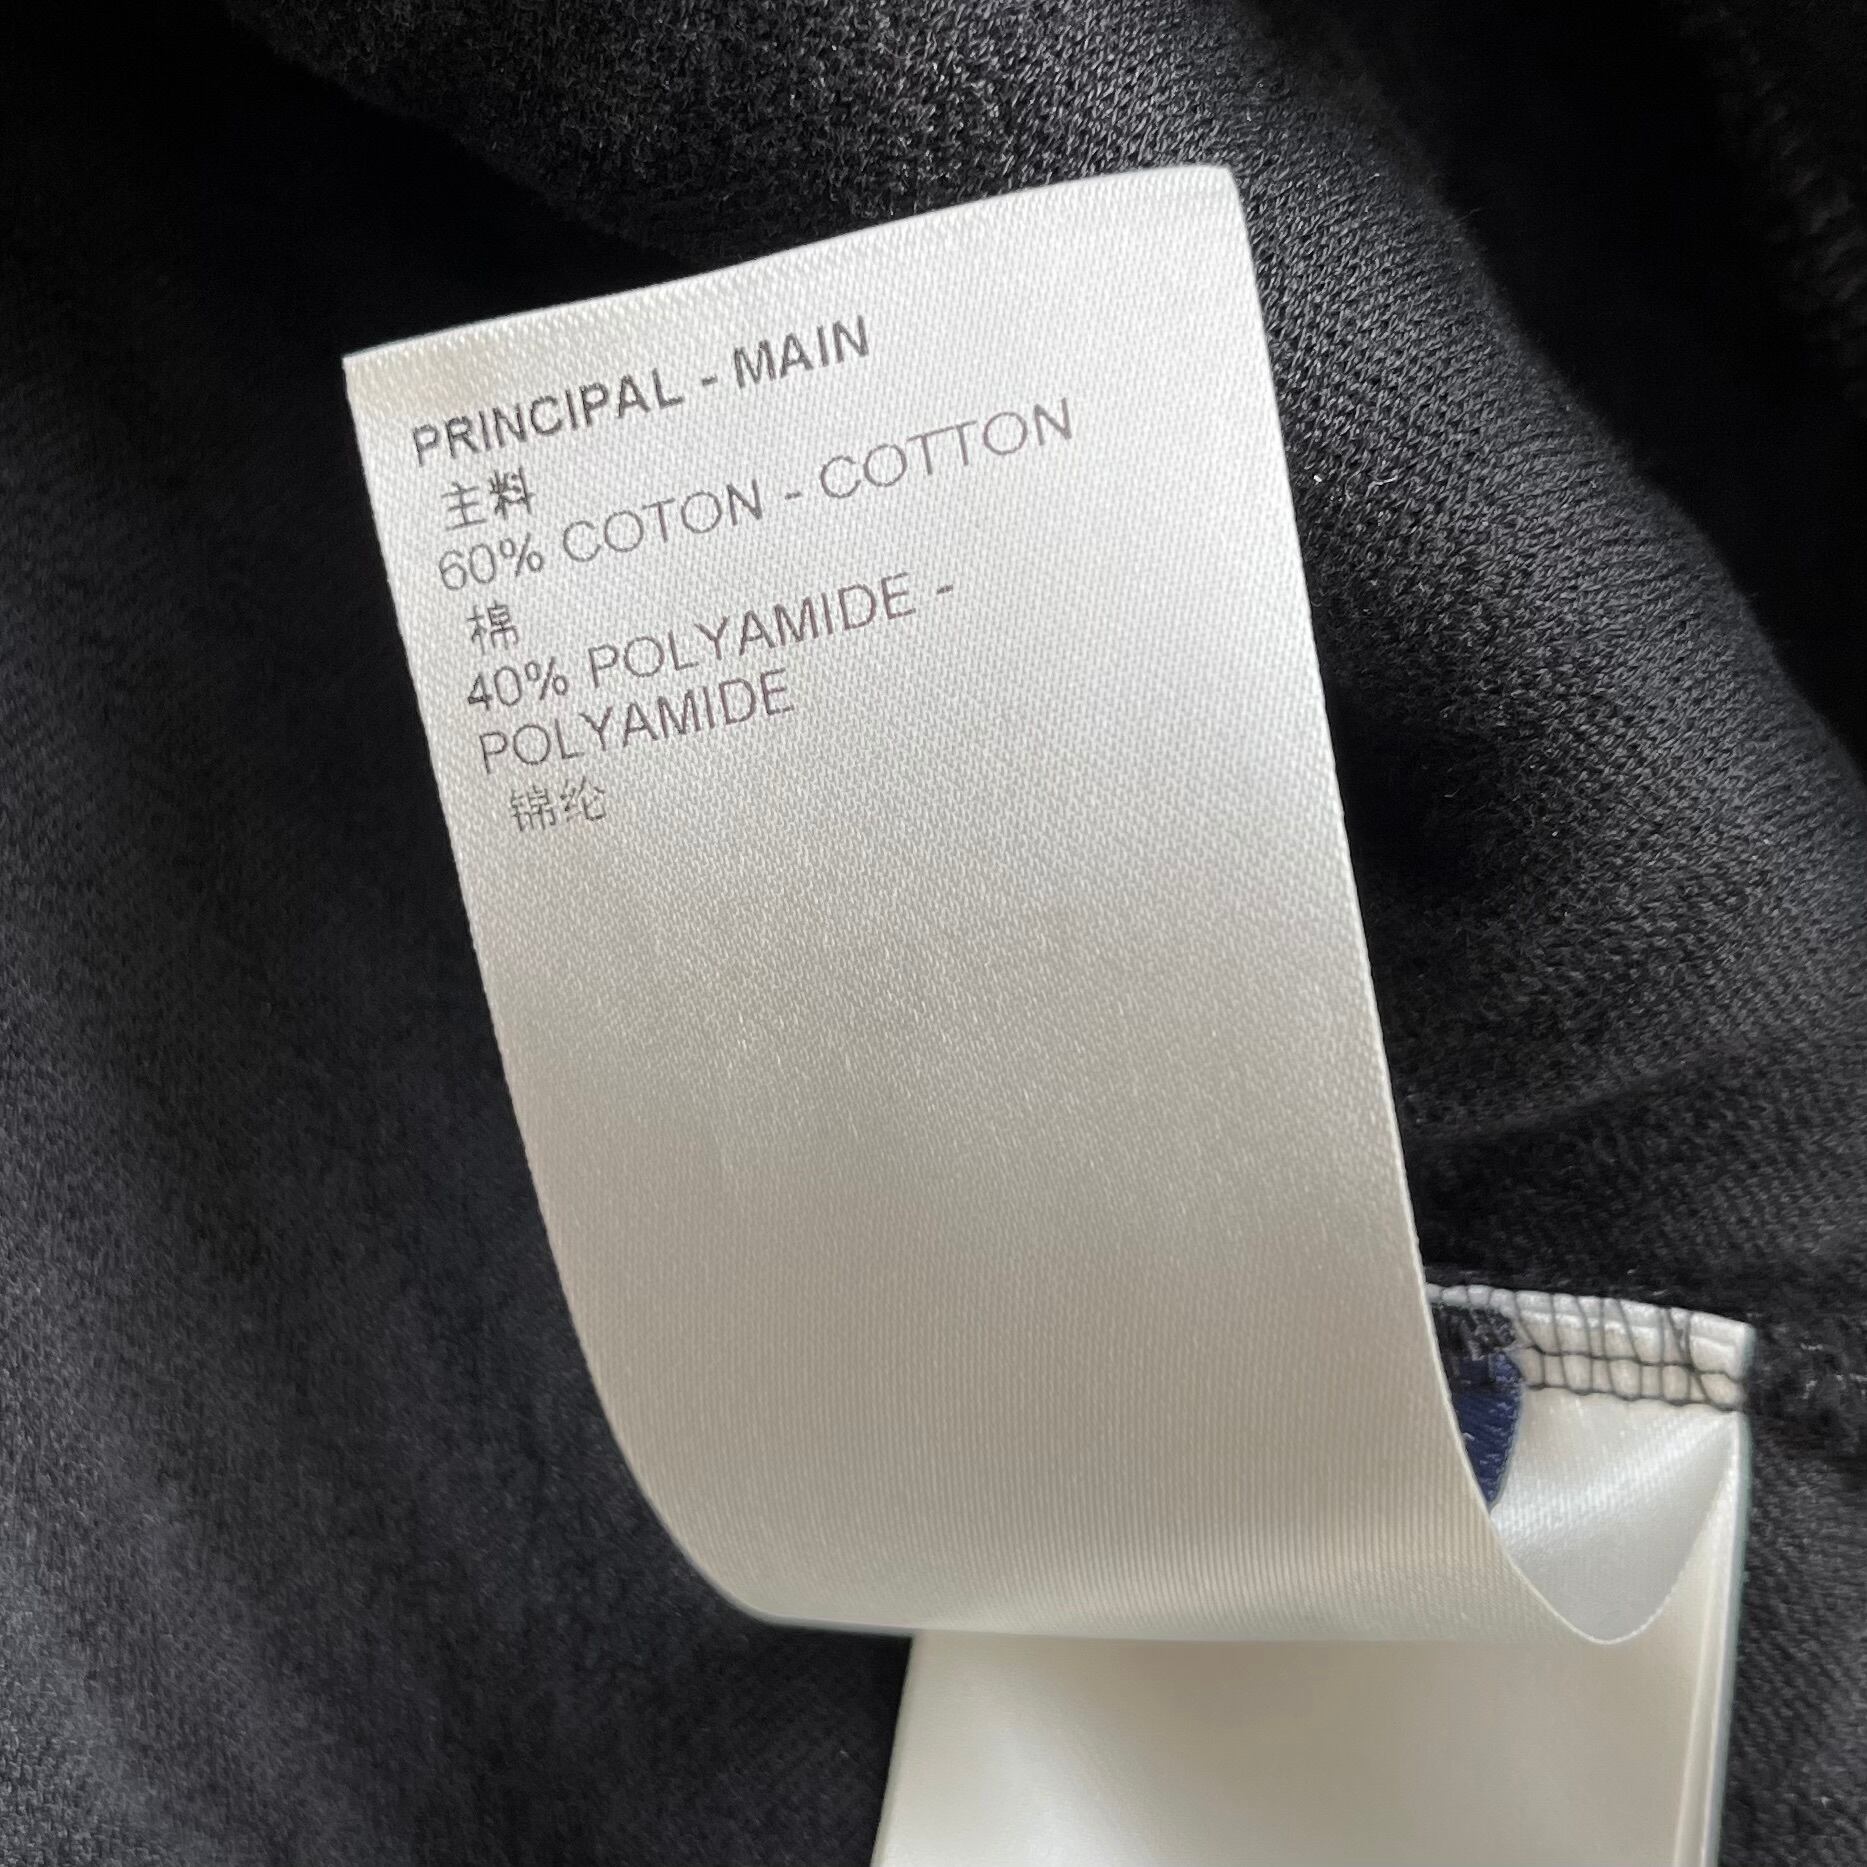 PRINCIPAL - MAIN
主料
60% COTON - COTTON
棉
40% POLYAMIDE -
POLYAMIDE
锦纶